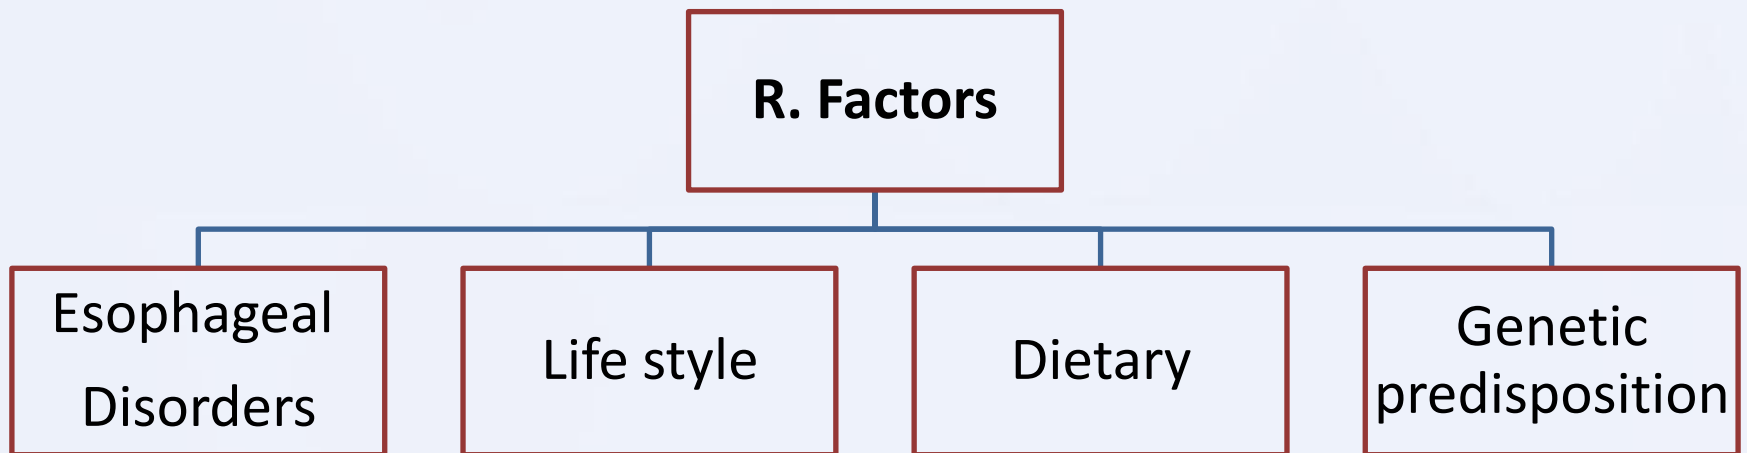 R. Factors
Esophageal
Disorders
Life style
Dietary
Genetic
predisposition